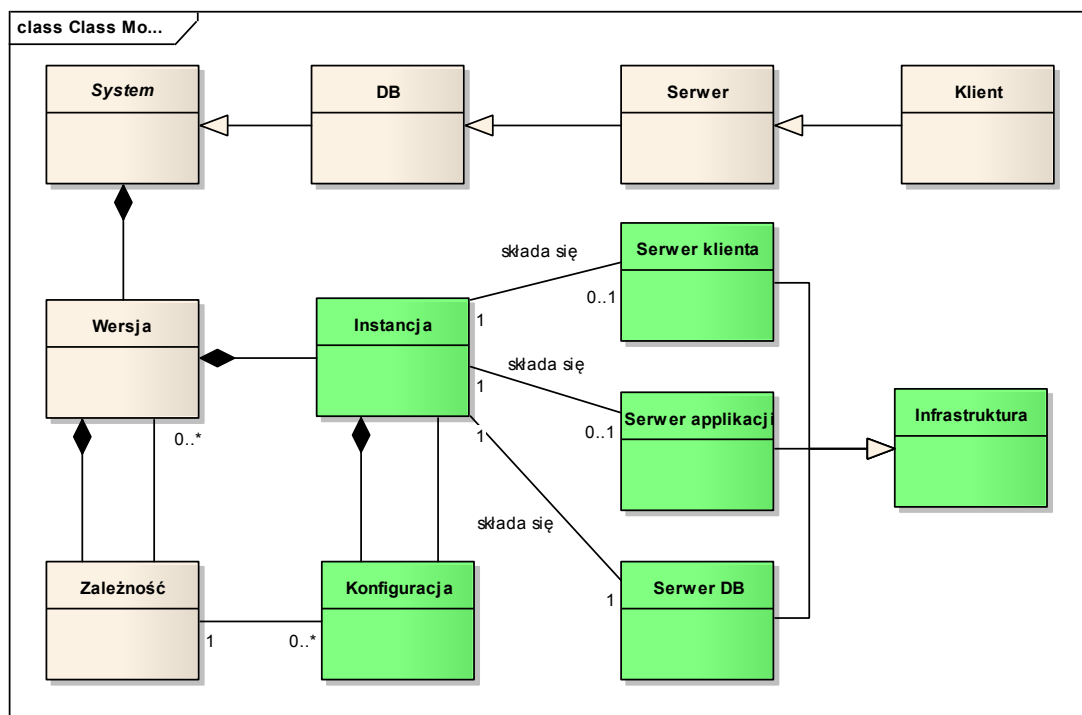 class Class Mo...
System
DB
Serwer
Klient
składa się
Serwer klienta
0..1
1
Wersja
Instancja
składa się
1
Serwer applikacji
0..1
Infrastruktura
0..*
1
składa się
Zależność
Konfiguracja
Serwer DB
1
1
0..*